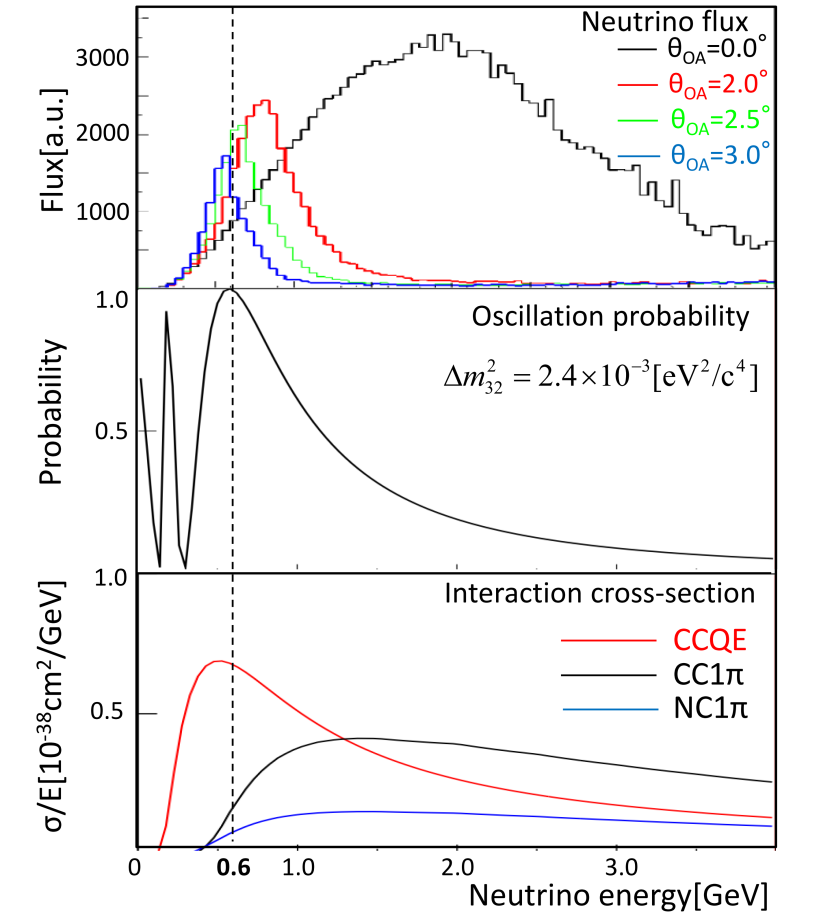 Neutrino flux
θOA=0.0°
θOA=2.0°
θOA=2.5°
θOA=3.0°
Flux[a.u.]
3000
2000
1000
Oscillation probability
Δm²₃₂ = 2.4×10⁻³[eV²/c⁴]
Probability
1.0
0.5
Interaction cross-section
CCQE
CC1π
NC1π
σ/E[10⁻³⁸cm²/GeV]
1.0
0.5
0 0.6 1.0 2.0 3.0
Neutrino energy[GeV]